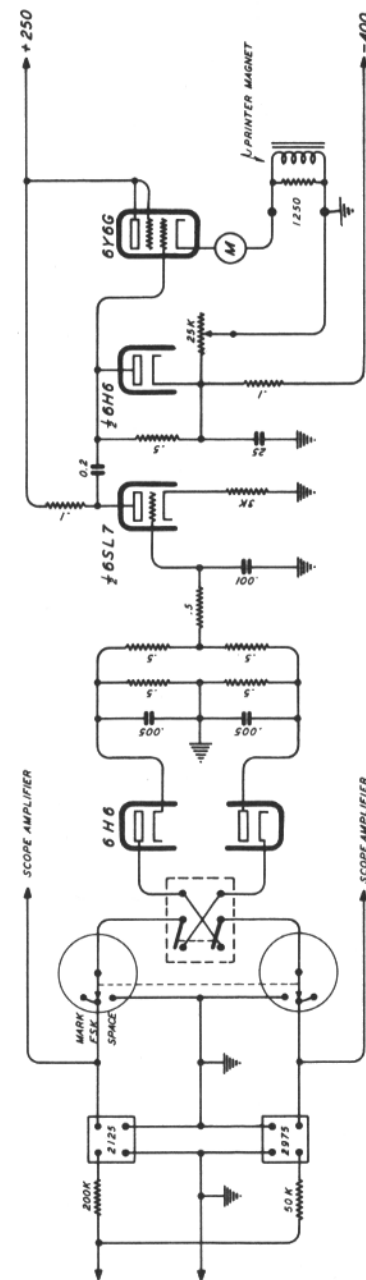 200K
2125
50K
2975
MARK
FSK
SPACE
SCOPE AMPLIFIER
SCOPE AMPLIFIER
6H6
.005
.005
.5
.5
.5
.5
.5
.001
½6SL7
3K
.1
0.2
.5
25
½6H6
25K
.1
6Y6G
M
PRINTER MAGNET
1250
+250
-400